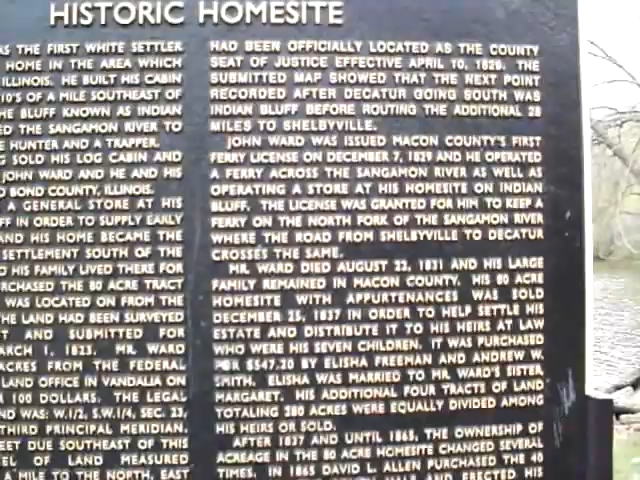 HISTORIC HOMESITE
AS THE FIRST WHITE SETTLER
HOME IN THE AREA WHICH
ILLINOIS. HE BUILT HIS CABIN
10'S OF A MILE SOUTHEAST OF
HE BLUFF KNOWN AS INDIAN
ED THE SANGAMON RIVER TO
E HUNTER AND A TRAPPER.
G SOLD HIS LOG CABIN AND
JOHN WARD AND HE AND HIS
D BOND COUNTY, ILLINOIS.
A GENERAL STORE AT HIS
FF IN ORDER TO SUPPLY EARLY
AND HIS HOME BECAME THE
SETTLEMENT SOUTH OF THE
D HIS FAMILY LIVED THERE FOR
RCHASED THE 80 ACRE TRACT
WAS LOCATED ON FROM THE
THE LAND HAD BEEN SURVEYED
T AND SUBMITTED FOR
ARCH 1, 1823. MR. WARD
ACRES FROM THE FEDERAL
LAND OFFICE IN VANDALIA ON
R 100 DOLLARS. THE LEGAL
ND WAS: W.1/2, S.W.1/4, SEC. 23,
THIRD PRINCIPAL MERIDIAN.
EET DUE SOUTHEAST OF THIS
EL OF LAND MEASURED
A MILE TO THE NORTH, EAST
HAD BEEN OFFICIALLY LOCATED AS THE COUNTY
SEAT OF JUSTICE EFFECTIVE APRIL 10, 1829. THE
SUBMITTED MAP SHOWED THAT THE NEXT POINT
RECORDED AFTER DECATUR GOING SOUTH WAS
INDIAN BLUFF BEFORE ROUTING THE ADDITIONAL 28
MILES TO SHELBYVILLE.
JOHN WARD WAS ISSUED MACON COUNTY'S FIRST
FERRY LICENSE ON DECEMBER 7, 1829 AND HE OPERATED
A FERRY ACROSS THE SANGAMON RIVER AS WELL AS
OPERATING A STORE AT HIS HOMESITE ON INDIAN
BLUFF. THE LICENSE WAS GRANTED FOR HIM TO KEEP A
FERRY ON THE NORTH FORK OF THE SANGAMON RIVER
WHERE THE ROAD FROM SHELBYVILLE TO DECATUR
CROSSES THE SAME.
MR. WARD DIED AUGUST 23, 1831 AND HIS LARGE
FAMILY REMAINED IN MACON COUNTY. HIS 80 ACRE
HOMESITE WITH APPURTENANCES WAS SOLD
DECEMBER 25, 1837 IN ORDER TO HELP SETTLE HIS
ESTATE AND DISTRIBUTE IT TO HIS HEIRS AT LAW
WHO WERE HIS SEVEN CHILDREN. IT WAS PURCHASED
FOR $547.20 BY ELISHA FREEMAN AND ANDREW W.
SMITH. ELISHA WAS MARRIED TO MR. WARD'S SISTER
MARGARET. HIS ADDITIONAL FOUR TRACTS OF LAND
TOTALING 280 ACRES WERE EQUALLY DIVIDED AMONG
HIS HEIRS OR SOLD.
AFTER 1837 AND UNTIL 1865, THE OWNERSHIP OF
ACREAGE IN THE 80 ACRE HOMESITE CHANGED SEVERAL
TIMES. IN 1865 DAVID L. ALLEN PURCHASED THE 40
AND ERECTED HIS